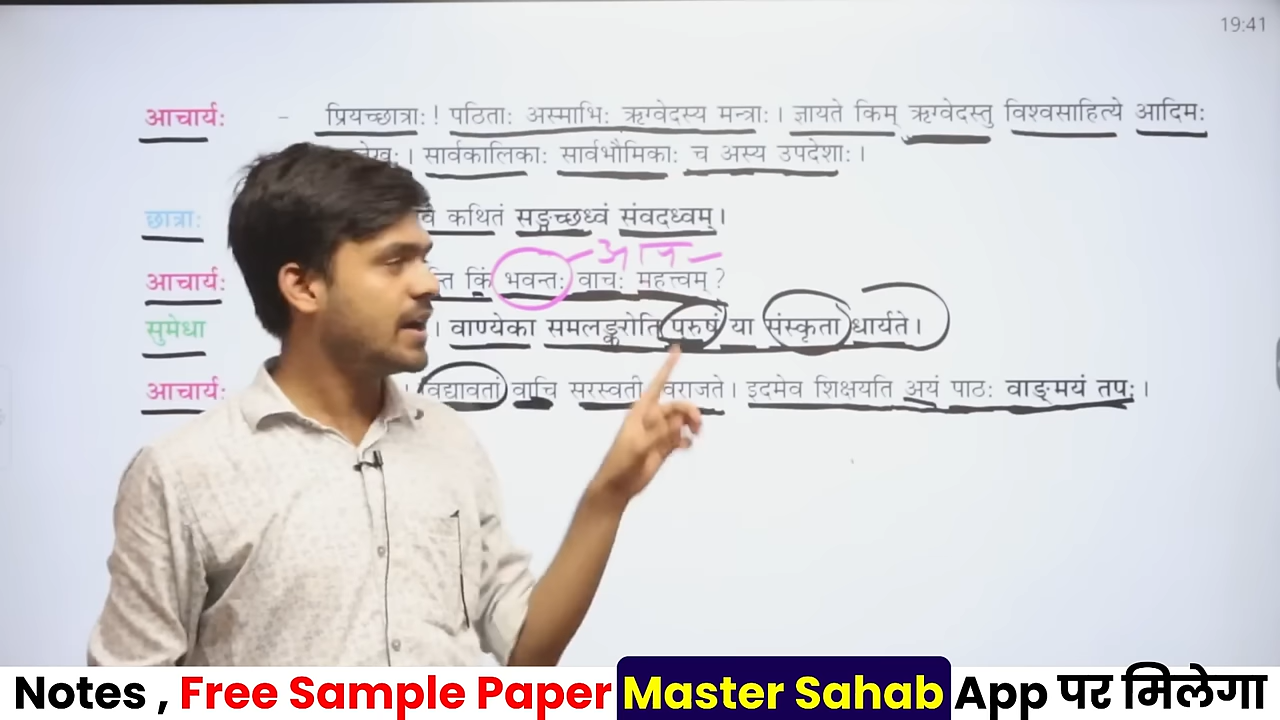 19:41
आचार्यः - प्रियच्छात्राः ! पठिताः अस्माभिः ऋग्वेदस्य मन्त्राः । ज्ञायते किम् ऋग्वेदस्तु विश्वसाहित्ये आदिमः
सार्वकालिकाः सार्वभौमिकाः च अस्य उपदेशाः ।
छात्राः कथितं सङ्गच्छध्वं संवदध्वम् ।
आचार्यः किं भवन्तः वाचः महत्त्वम् ?
सुमेधा । वाण्येका समलङ्करोति परुषं या संस्कृता धार्यते ।
आचार्यः । वाचि सरस्वती । इदमेव शिक्षयति अयं पाठः वाङ्मयं तपः ।
Notes , Free Sample Paper Master Sahab App पर मिलेगा